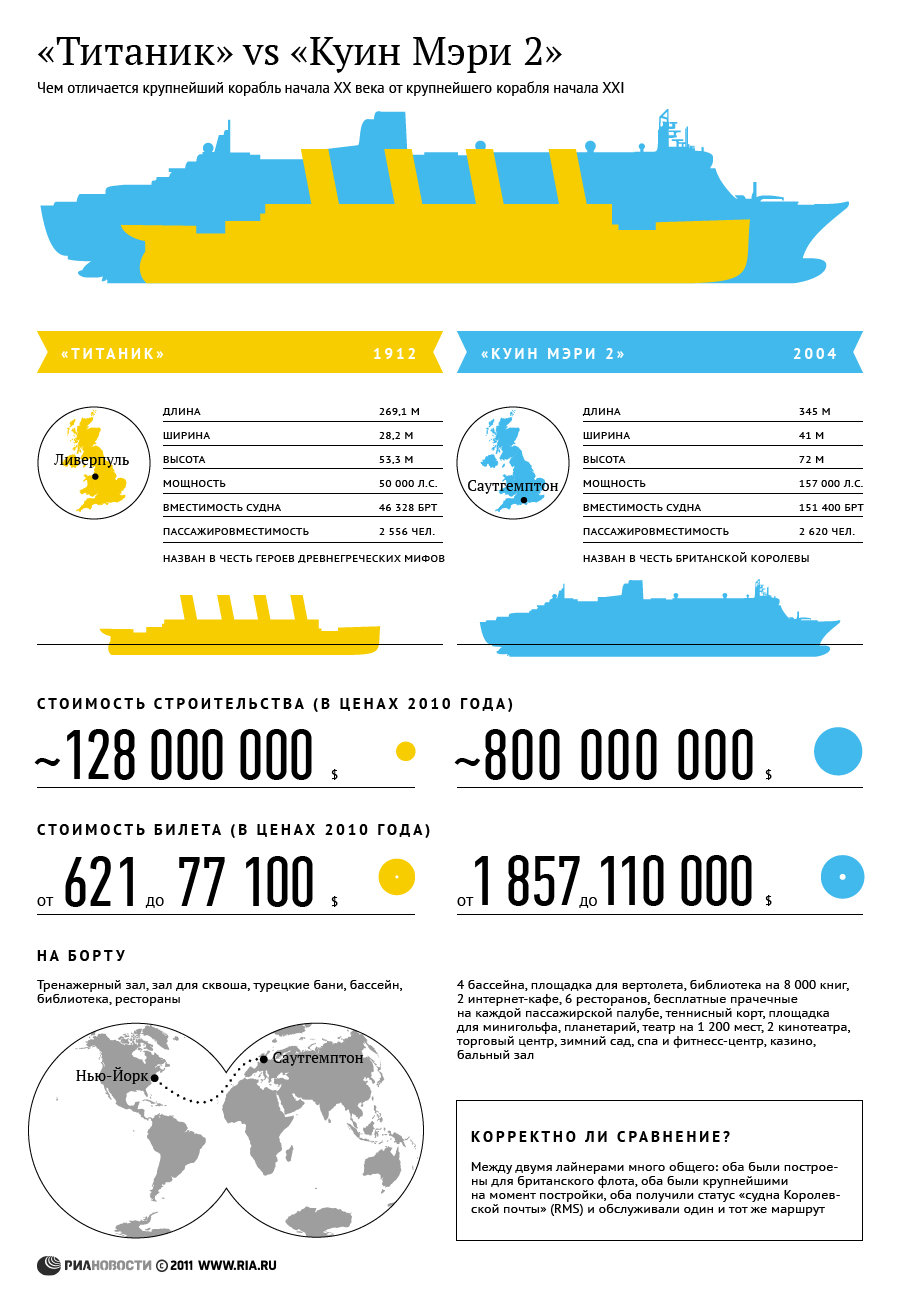 «Титаник» vs «Куин Мэри 2»
Чем отличается крупнейший корабль начала XX века от крупнейшего корабля начала XXI
«ТИТАНИК» 1912
Ливерпуль
ДЛИНА 269,1 М
ШИРИНА 28,2 М
ВЫСОТА 53,3 М
МОЩНОСТЬ 50 000 Л.С.
ВМЕСТИМОСТЬ СУДНА 46 328 БРТ
ПАССАЖИРОВМЕСТИМОСТЬ 2 556 ЧЕЛ.
НАЗВАН В ЧЕСТЬ ГЕРОЕВ ДРЕВНЕГРЕЧЕСКИХ МИФОВ
«КУИН МЭРИ 2» 2004
Саутгемптон
ДЛИНА 345 М
ШИРИНА 41 М
ВЫСОТА 72 М
МОЩНОСТЬ 157 000 Л.С.
ВМЕСТИМОСТЬ СУДНА 151 400 БРТ
ПАССАЖИРОВМЕСТИМОСТЬ 2 620 ЧЕЛ.
НАЗВАН В ЧЕСТЬ БРИТАНСКОЙ КОРОЛЕВЫ
СТОИМОСТЬ СТРОИТЕЛЬСТВА (В ЦЕНАХ 2010 ГОДА)
~128 000 000 $
~800 000 000 $
СТОИМОСТЬ БИЛЕТА (В ЦЕНАХ 2010 ГОДА)
от 621 до 77 100 $
от 1 857 до 110 000 $
НА БОРТУ
Тренажерный зал, зал для сквоша, турецкие бани, бассейн,
библиотека, рестораны
4 бассейна, площадка для вертолета, библиотека на 8 000 книг,
2 интернет-кафе, 6 ресторанов, бесплатные прачечные
на каждой пассажирской палубе, теннисный корт, площадка
для минигольфа, планетарий, театр на 1 200 мест, 2 кинотеатра,
торговый центр, зимний сад, спа и фитнесс-центр, казино,
бальный зал
Саутгемптон
Нью-Йорк
КОРРЕКТНО ЛИ СРАВНЕНИЕ?
Между двумя лайнерами много общего: оба были построе-
ны для британского флота, оба были крупнейшими
на момент постройки, оба получили статус «судна Королев-
ской почты» (RMS) и обслуживали один и тот же маршрут
РИАНОВОСТИ © 2011 WWW.RIA.RU